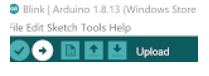 Blink | Arduino 1.8.13 (Windows Store
File Edit Sketch Tools Help
Upload